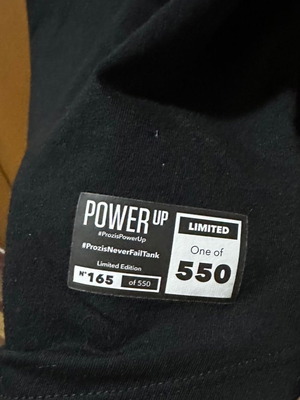 POWER UP
#ProzisPowerUp
#ProzisNeverFailTank
Limited Edition
Nº 165 of 550
LIMITED
One of
550